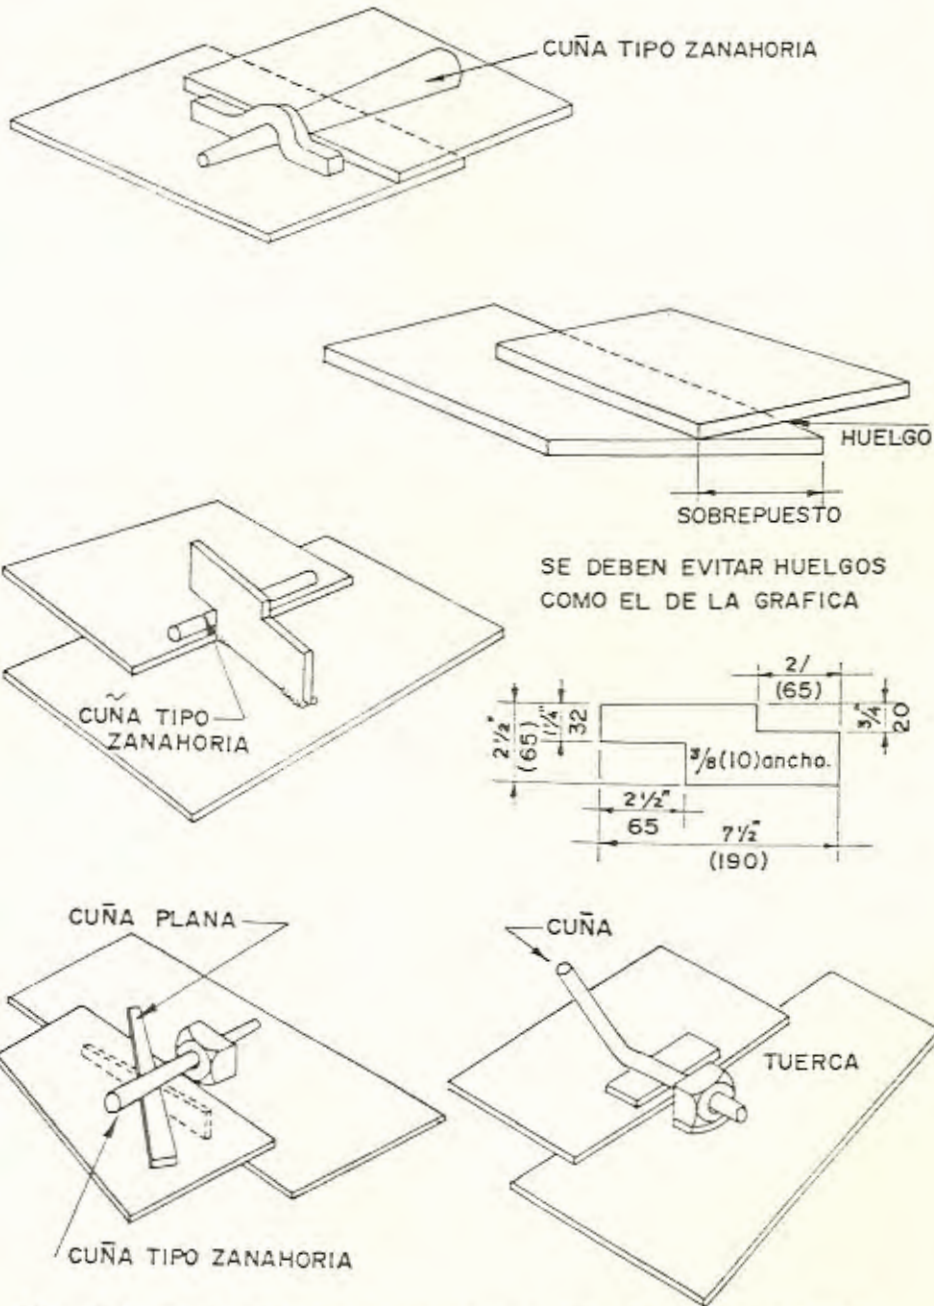 CUÑA TIPO ZANAHORIA
HUELGO
SOBREPUESTO
SE DEBEN EVITAR HUELGOS
COMO EL DE LA GRAFICA
CUÑA TIPO
ZANAHORIA
2/
(65)
2½"
(65)
1¼"
32
3/4"
20
3/8(10)ancho.
2½"
65
7½"
(190)
CUÑA PLANA
CUÑA
TUERCA
CUÑA TIPO ZANAHORIA